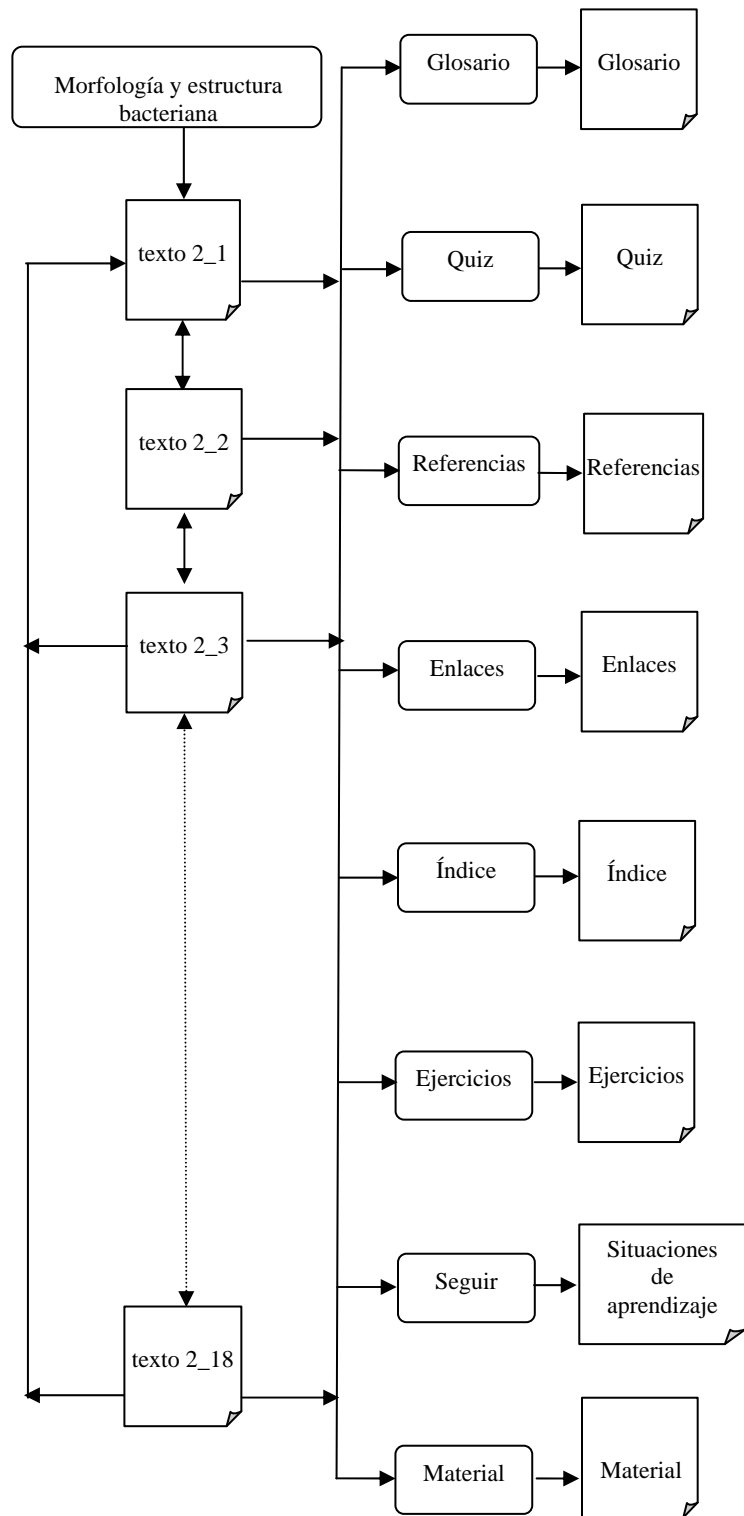 Morfología y estructura
bacteriana
texto 2_1
texto 2_2
texto 2_3
texto 2_18
Glosario
Glosario
Quiz
Quiz
Referencias
Referencias
Enlaces
Enlaces
Índice
Índice
Ejercicios
Ejercicios
Seguir
Situaciones
de
aprendizaje
Material
Material